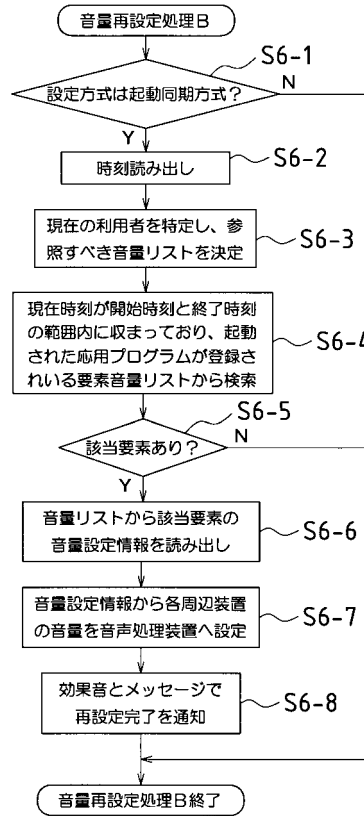 音量再設定処理B
S6-1
N
設定方式は起動同期方式？
Y
S6-2
時刻読み出し
S6-3
現在の利用者を特定し、参
照すべき音量リストを決定
現在時刻が開始時刻と終了時刻
の範囲内に収まっており、起動
S6-4
された応用プログラムが登録さ
れいる要素音量リストから検索
S6-5
N
該当要素あり？
Y
音量リストから該当要素の
音量設定情報を読み出し
S6-6
音量設定情報から各周辺装置
の音量を音声処理装置へ設定
S6-7
効果音とメッセージで
再設定完了を通知
S6-8
音量再設定処理B終了